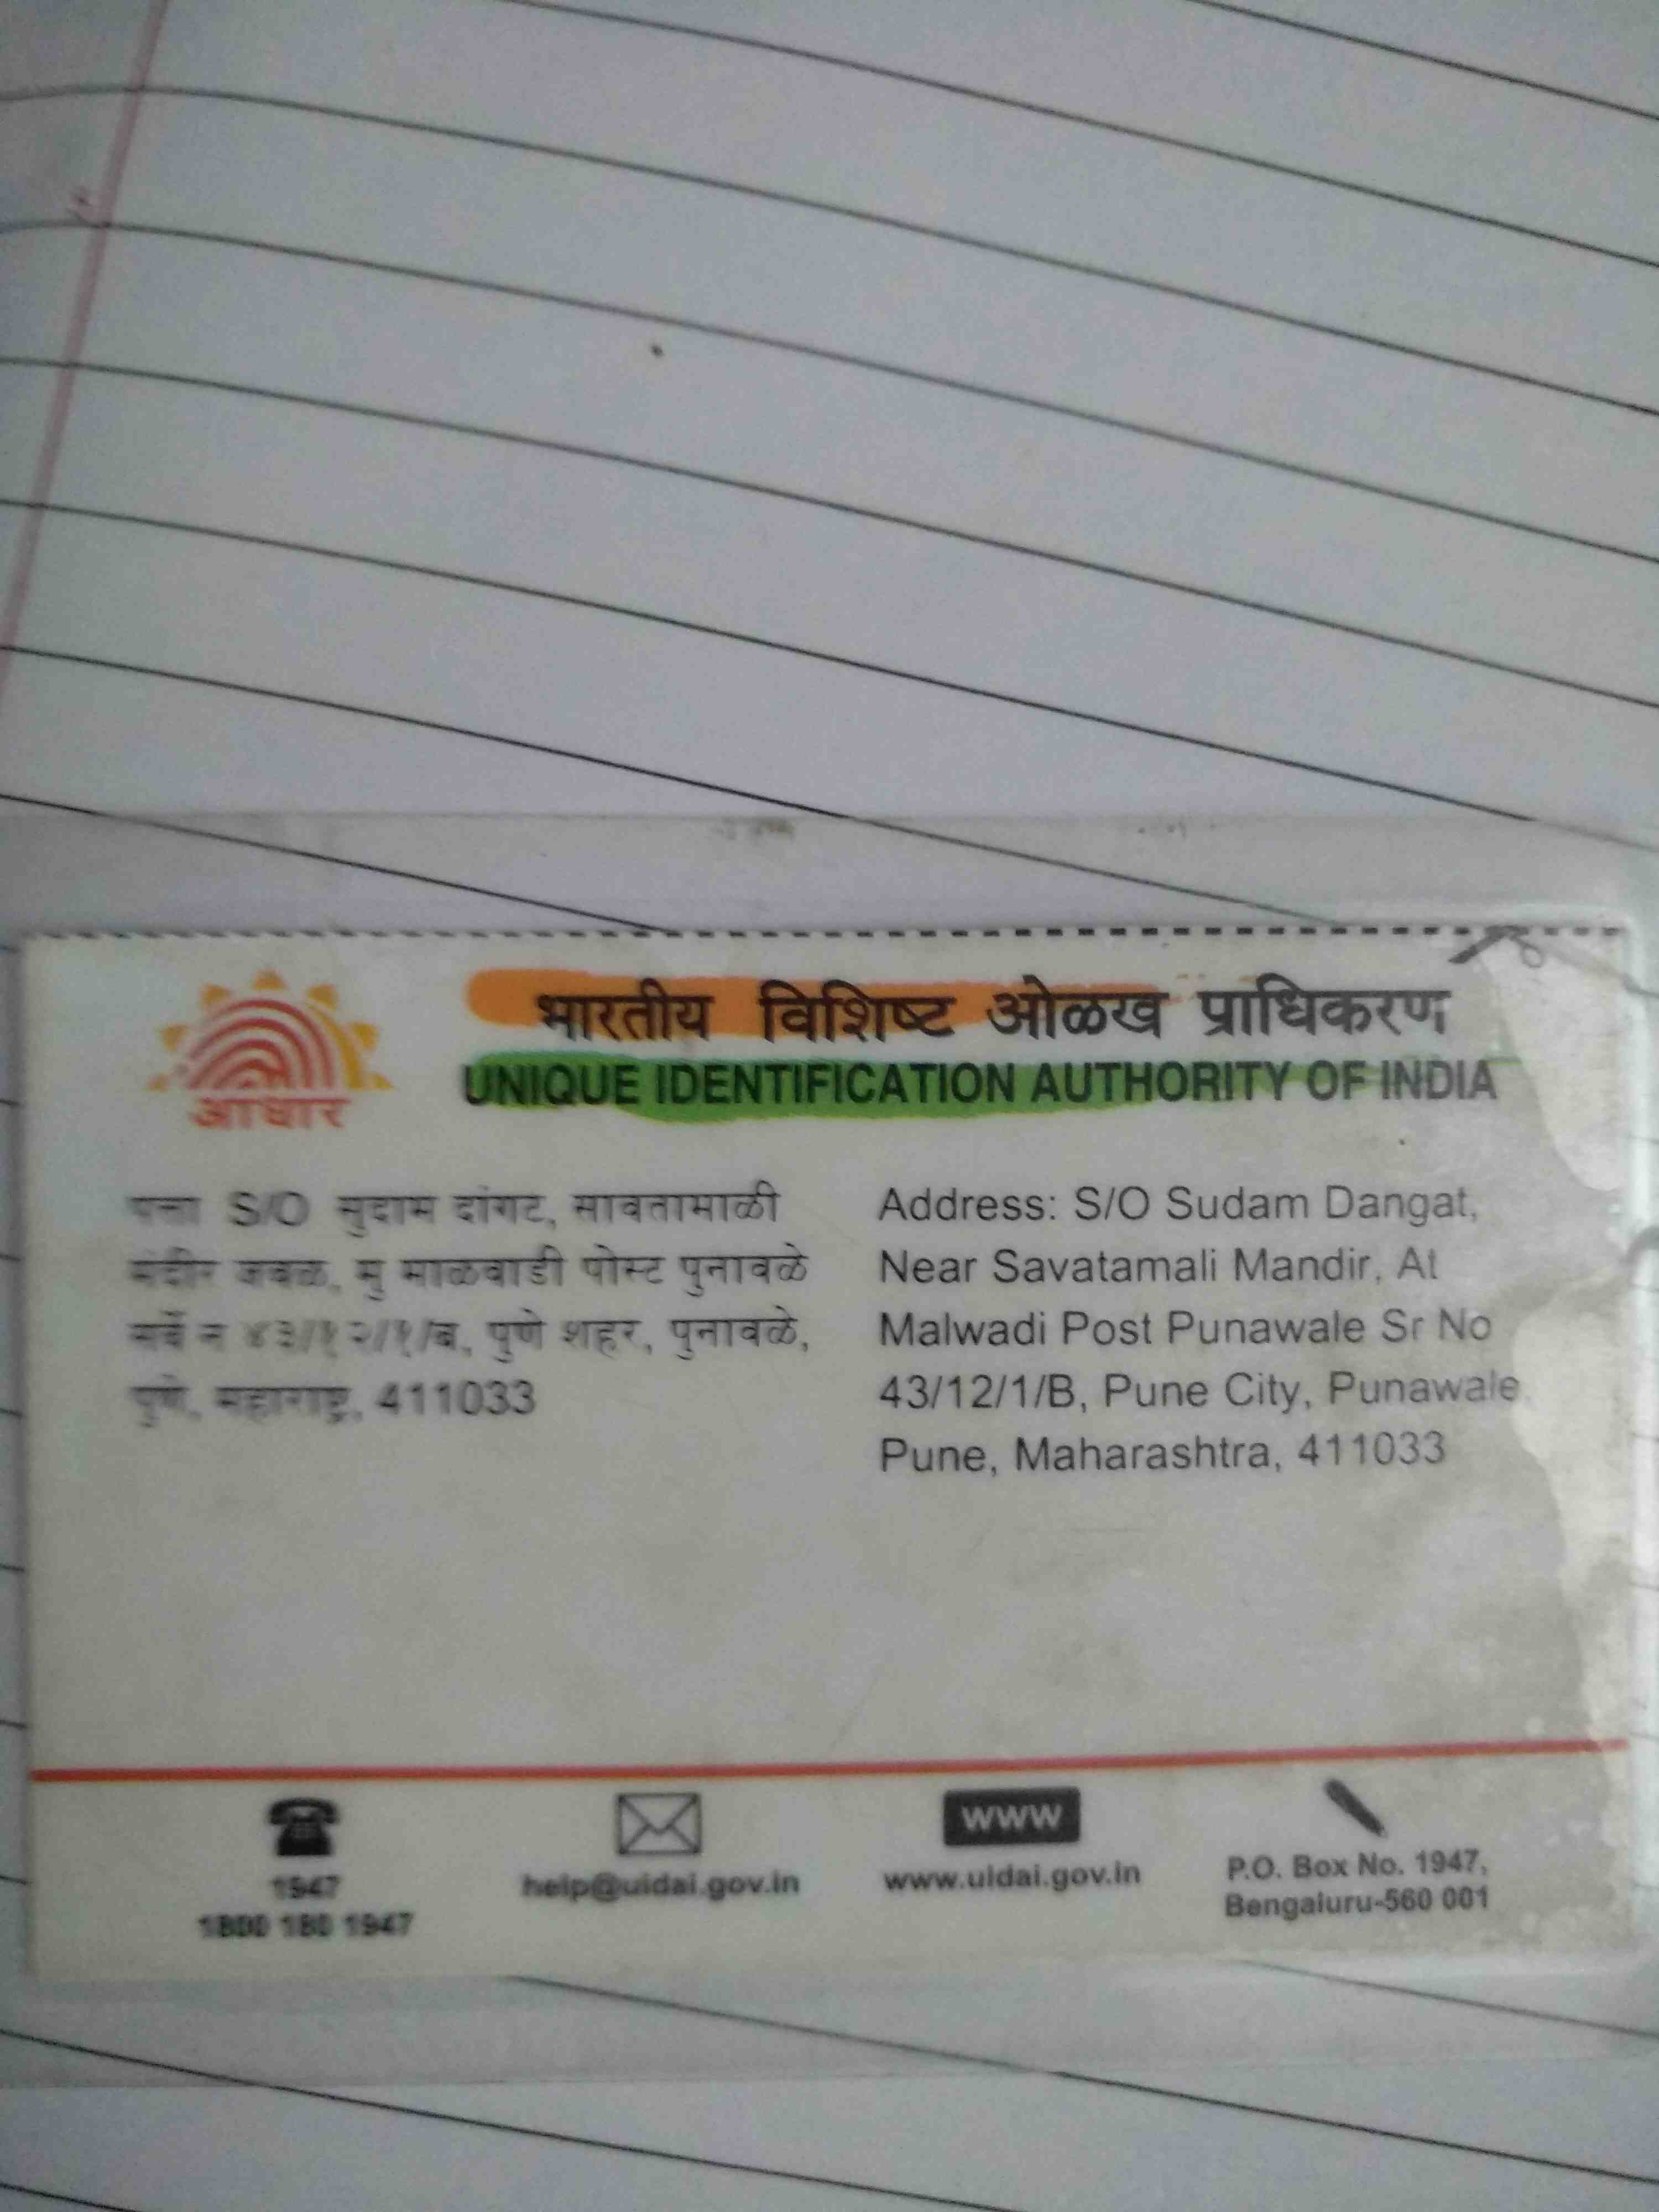 आधार
भारतीय विशिष्ट ओळख प्राधिकरण
UNIQUE IDENTIFICATION AUTHORITY OF INDIA
पत्ता S/O सुदाम दांगट, सावतामाळी
मंदीर जवळ, मु माळवाडी पोस्ट पुनावळे
सर्वे न ४३/१२/१/ब, पुणे शहर, पुनावळे,
पुणे, महाराष्ट्र, 411033
Address: S/O Sudam Dangat,
Near Savatamali Mandir, At
Malwadi Post Punawale Sr No
43/12/1/B, Pune City, Punawale,
Pune, Maharashtra, 411033
1947
1800 180 1947
help@uidai.gov.in
www
www.uidai.gov.in
P.O. Box No. 1947,
Bengaluru-560 001